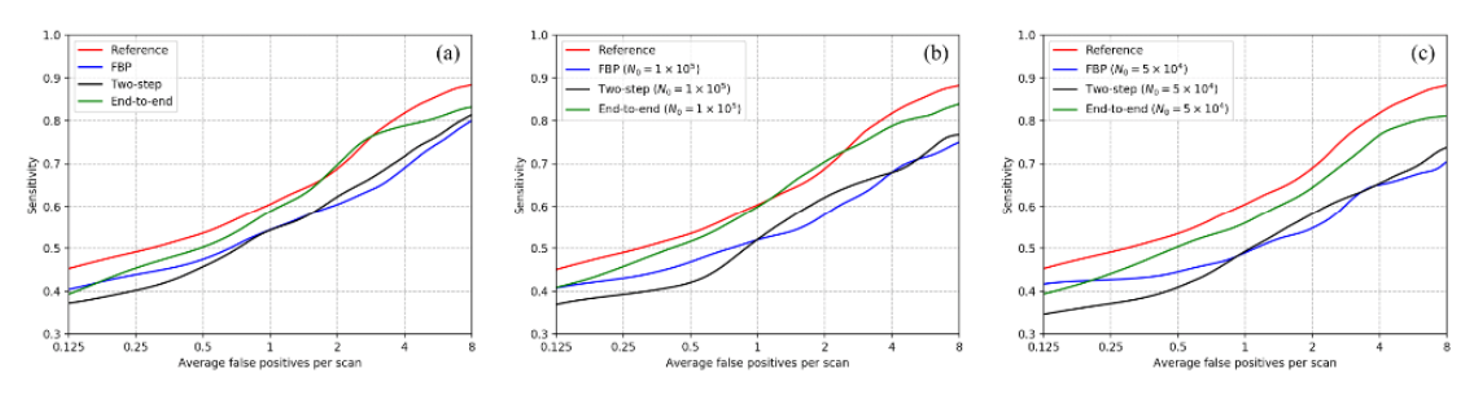 (a)
Reference
FBP
Two-step
End-to-end
Sensitivity
1.0
0.9
0.8
0.7
0.6
0.5
0.4
0.3
0.125
0.25
0.5
1
2
4
8
Average false positives per scan
(b)
Reference
FBP (N₀ = 1 × 10⁵)
Two-step (N₀ = 1 × 10⁵)
End-to-end (N₀ = 1 × 10⁵)
Sensitivity
1.0
0.9
0.8
0.7
0.6
0.5
0.4
0.3
0.125
0.25
0.5
1
2
4
8
Average false positives per scan
(c)
Reference
FBP (N₀ = 5 × 10⁴)
Two-step (N₀ = 5 × 10⁴)
End-to-end (N₀ = 5 × 10⁴)
Sensitivity
1.0
0.9
0.8
0.7
0.6
0.5
0.4
0.3
0.125
0.25
0.5
1
2
4
8
Average false positives per scan